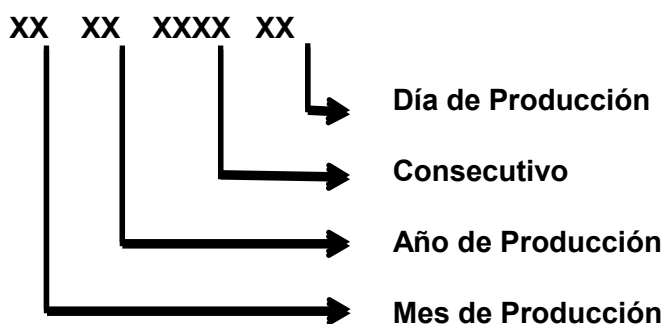 XX XX XXXX XX
Día de Producción
Consecutivo
Año de Producción
Mes de Producción